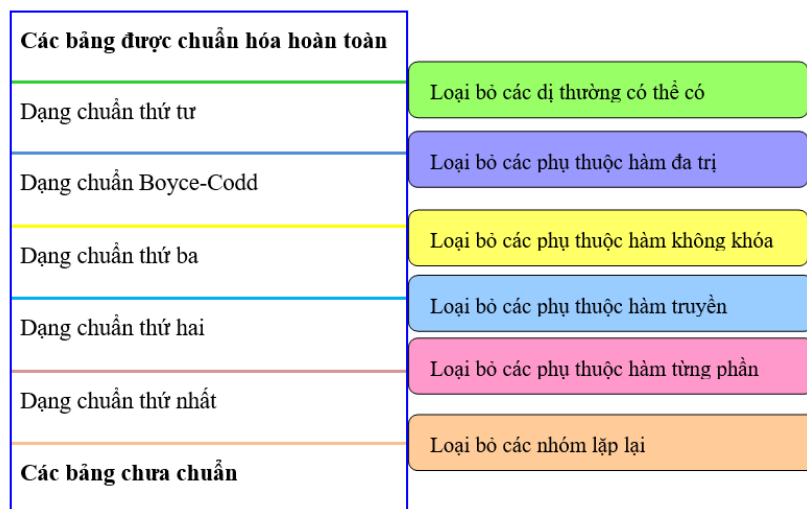 Các bảng được chuẩn hóa hoàn toàn
Loại bỏ các dị thường có thể có
Dạng chuẩn thứ tư
Loại bỏ các phụ thuộc hàm đa trị
Dạng chuẩn Boyce-Codd
Loại bỏ các phụ thuộc hàm không khóa
Dạng chuẩn thứ ba
Loại bỏ các phụ thuộc hàm truyền
Dạng chuẩn thứ hai
Loại bỏ các phụ thuộc hàm từng phần
Dạng chuẩn thứ nhất
Loại bỏ các nhóm lặp lại
Các bảng chưa chuẩn